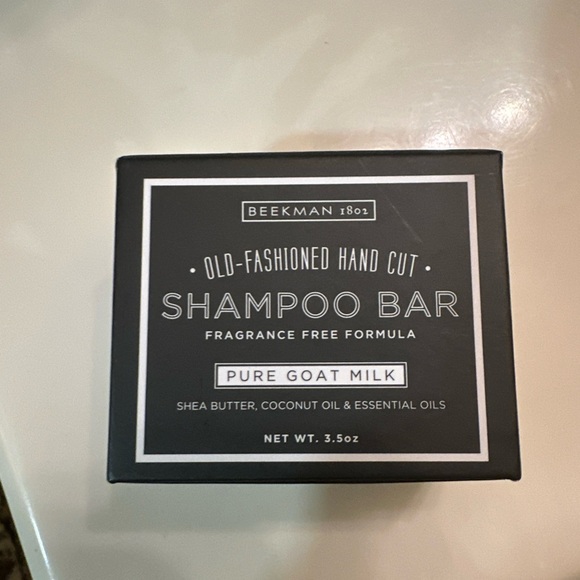 BEEKMAN 1802
• OLD-FASHIONED HAND CUT •
SHAMPOO BAR
FRAGRANCE FREE FORMULA
PURE GOAT MILK
SHEA BUTTER, COCONUT OIL & ESSENTIAL OILS
NET WT. 3.5oz